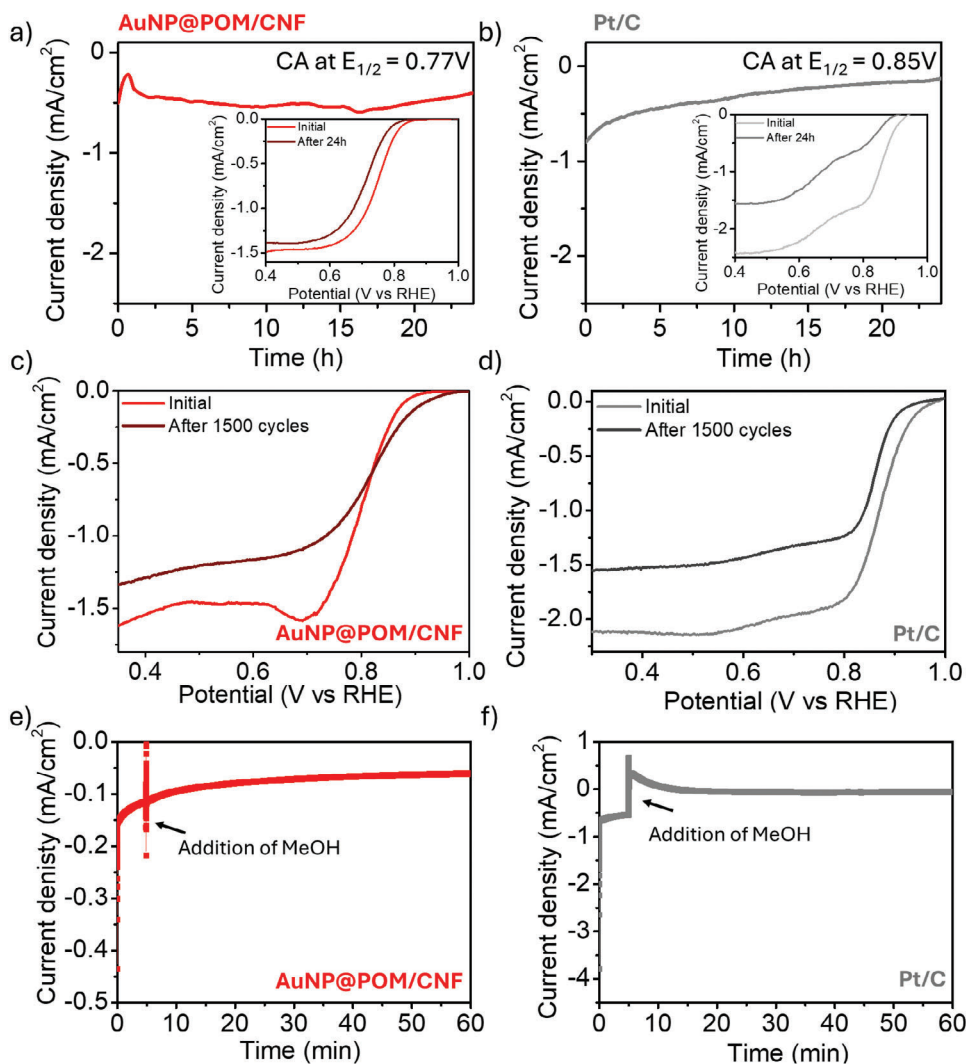 a)
AuNP@POM/CNF
CA at E1/2 = 0.77V
Current density (mA/cm2)
0
-1
-2
0
5
10
15
20
Time (h)
Initial
After 24h
Current density (mA/cm2)
0.0
-0.5
-1.0
-1.5
0.4
0.6
0.8
1.0
Potential (V vs RHE)
b)
Pt/C
CA at E1/2 = 0.85V
Current density (mA/cm2)
0
-1
-2
0
5
10
15
20
Time (h)
Initial
After 24h
Current density (mA/cm2)
0
-1
-2
0.4
0.6
0.8
1.0
Potential (V vs RHE)
c)
Current density (mA/cm2)
0.0
-0.5
-1.0
-1.5
Initial
After 1500 cycles
AuNP@POM/CNF
0.4
0.6
0.8
1.0
Potential (V vs RHE)
d)
Current density (mA/cm2)
0.0
-0.5
-1.0
-1.5
-2.0
Initial
After 1500 cycles
Pt/C
0.4
0.6
0.8
1.0
Potential (V vs RHE)
e)
Current denisty (mA/cm2)
0.0
-0.1
-0.2
-0.3
-0.4
-0.5
Addition of MeOH
AuNP@POM/CNF
0
10
20
30
40
50
60
Time (min)
f)
Current density (mA/cm2)
1
0
-1
-2
-3
-4
Addition of MeOH
Pt/C
0
10
20
30
40
50
60
Time (min)